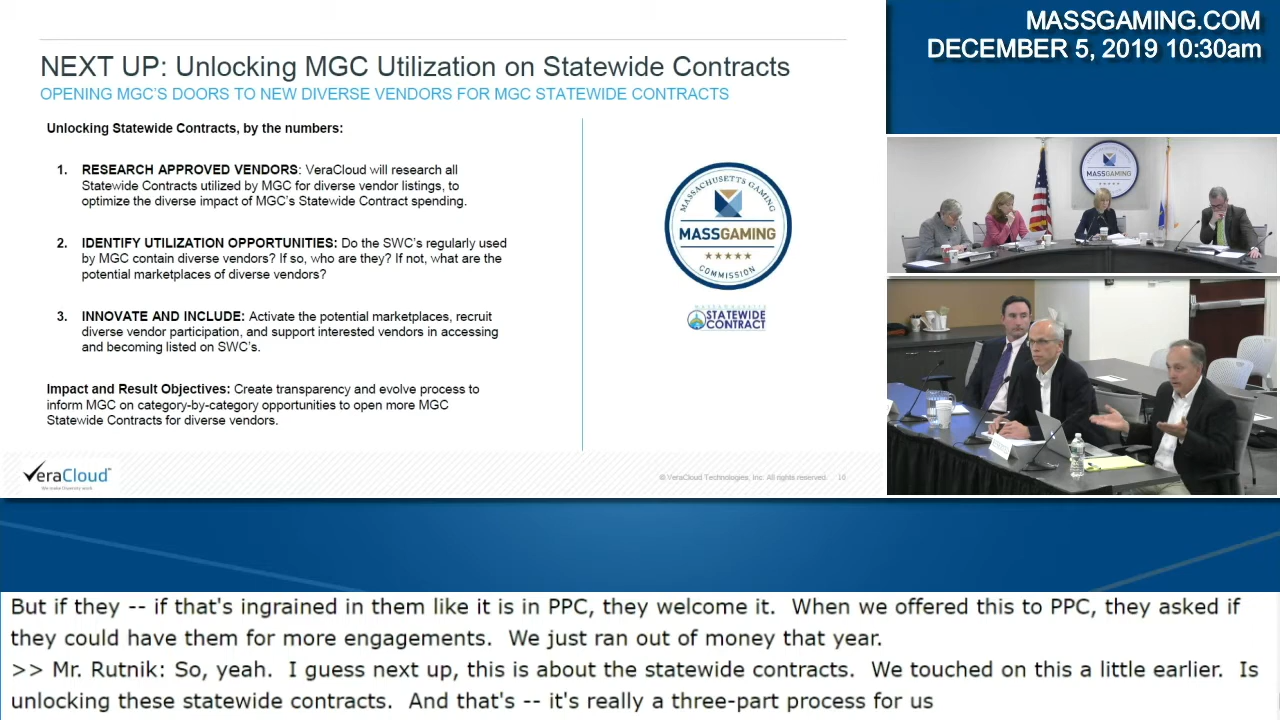 MASSGAMING.COM
DECEMBER 5, 2019 10:30am
NEXT UP: Unlocking MGC Utilization on Statewide Contracts
OPENING MGC'S DOORS TO NEW DIVERSE VENDORS FOR MGC STATEWIDE CONTRACTS
Unlocking Statewide Contracts, by the numbers:
1. RESEARCH APPROVED VENDORS: VeraCloud will research all
Statewide Contracts utilized by MGC for diverse vendor listings, to
optimize the diverse impact of MGC's Statewide Contract spending.
2. IDENTIFY UTILIZATION OPPORTUNITIES: Do the SWC's regularly used
by MGC contain diverse vendors? If so, who are they? If not, what are the
potential marketplaces of diverse vendors?
3. INNOVATE AND INCLUDE: Activate the potential marketplaces, recruit
diverse vendor participation, and support interested vendors in accessing
and becoming listed on SWC's.
Impact and Result Objectives: Create transparency and evolve process to
inform MGC on category-by-category opportunities to open more MGC
Statewide Contracts for diverse vendors.
MASSACHUSETTS GAMING
MASSGAMING
COMMISSION
STATEWIDE
CONTRACT
MASSGAMING
VeraCloud
We make Diversity work.
© VeraCloud Technologies, Inc. All rights reserved.
But if they -- if that's ingrained in them like it is in PPC, they welcome it. When we offered this to PPC, they asked if
they could have them for more engagements. We just ran out of money that year.
>> Mr. Rutnik: So, yeah. I guess next up, this is about the statewide contracts. We touched on this a little earlier. Is
unlocking these statewide contracts. And that's -- it's really a three-part process for us